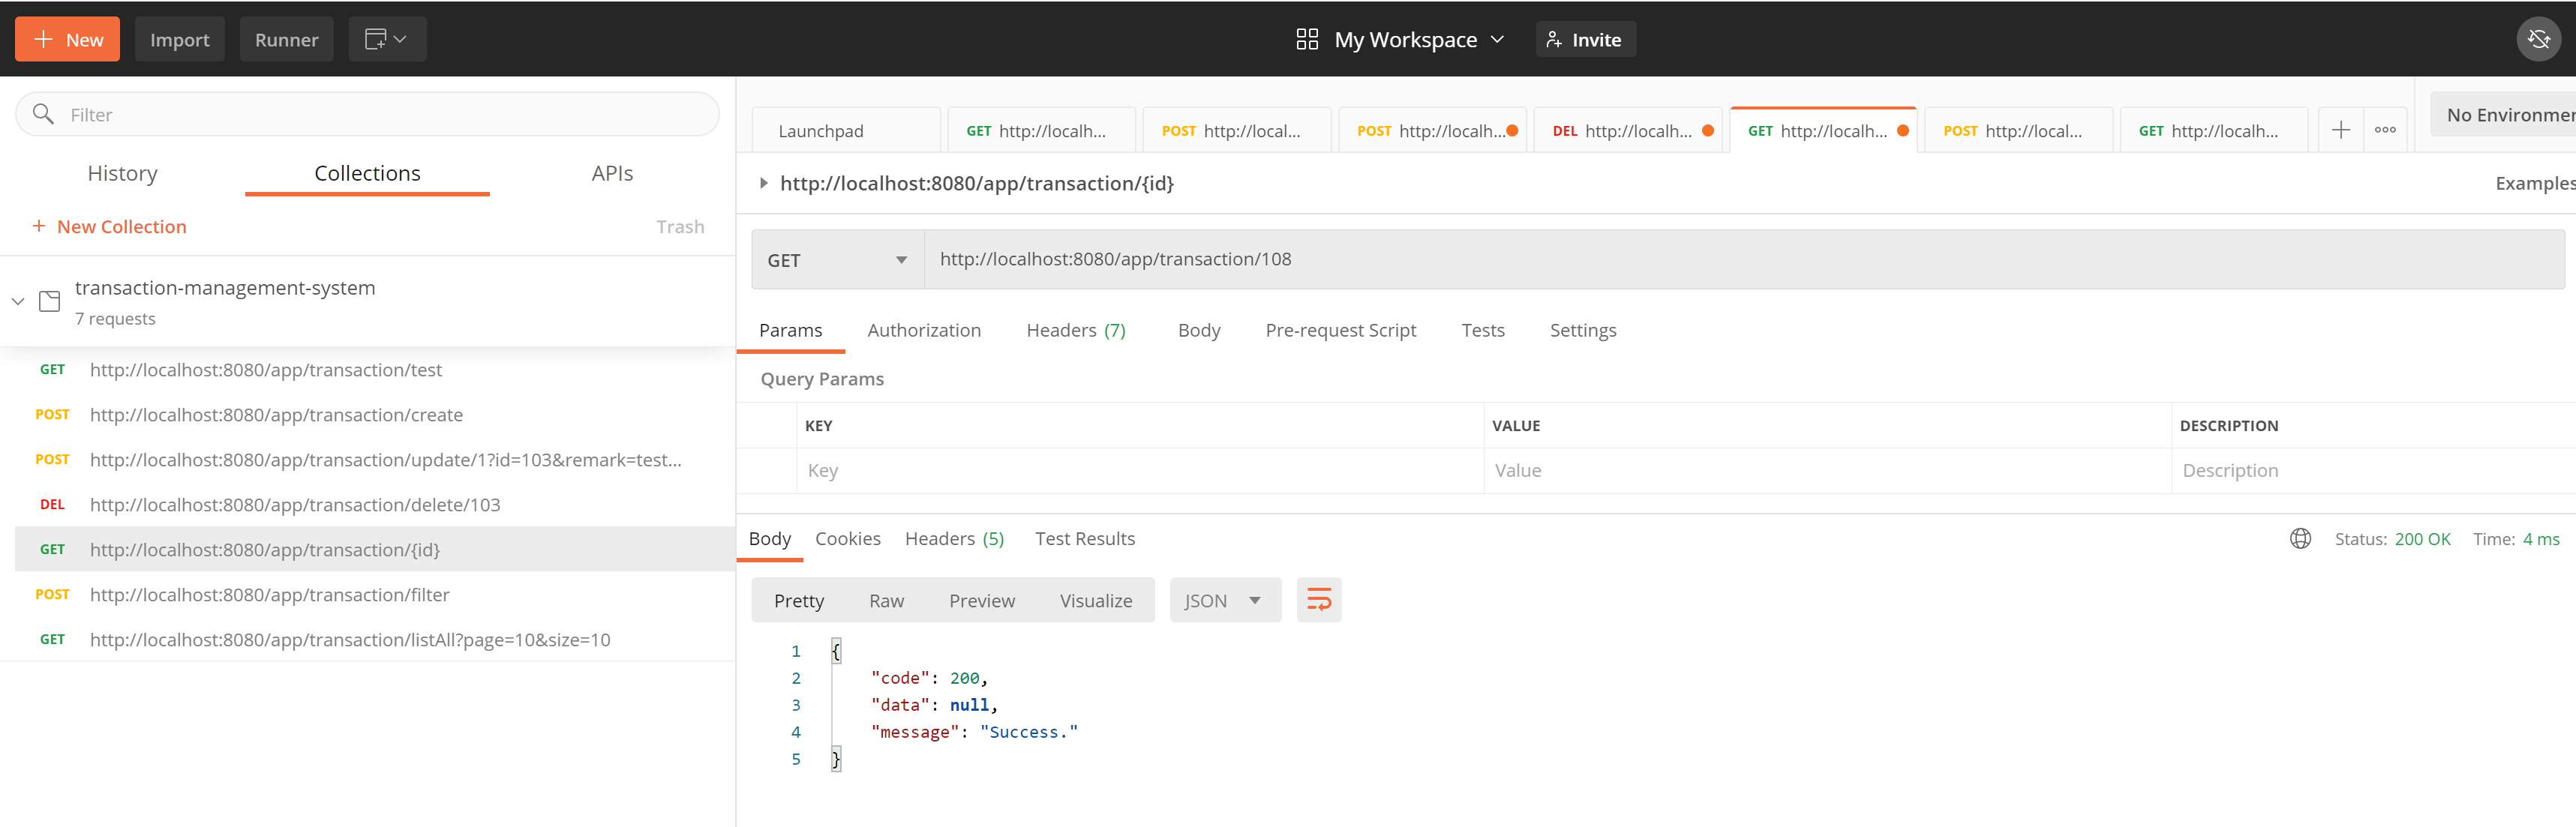 New Import Runner My Workspace Invite
Filter
History Collections APIs
+ New Collection Trash
transaction-management-system
7 requests
GET http://localhost:8080/app/transaction/test
POST http://localhost:8080/app/transaction/create
POST http://localhost:8080/app/transaction/update/1?id=103&remark=test...
DEL http://localhost:8080/app/transaction/delete/103
GET http://localhost:8080/app/transaction/{id}
POST http://localhost:8080/app/transaction/filter
GET http://localhost:8080/app/transaction/listAll?page=10&size=10
Launchpad GET http://localh... POST http://local... POST http://localh... DEL http://localh... GET http://localh... POST http://local... GET http://localh... No Environmen
http://localhost:8080/app/transaction/{id} Examples
GET http://localhost:8080/app/transaction/108
Params Authorization Headers (7) Body Pre-request Script Tests Settings
Query Params
KEY VALUE DESCRIPTION
Key Value Description
Body Cookies Headers (5) Test Results Status: 200 OK Time: 4 ms
Pretty Raw Preview Visualize JSON
1 {
2 "code": 200,
3 "data": null,
4 "message": "Success."
5 }